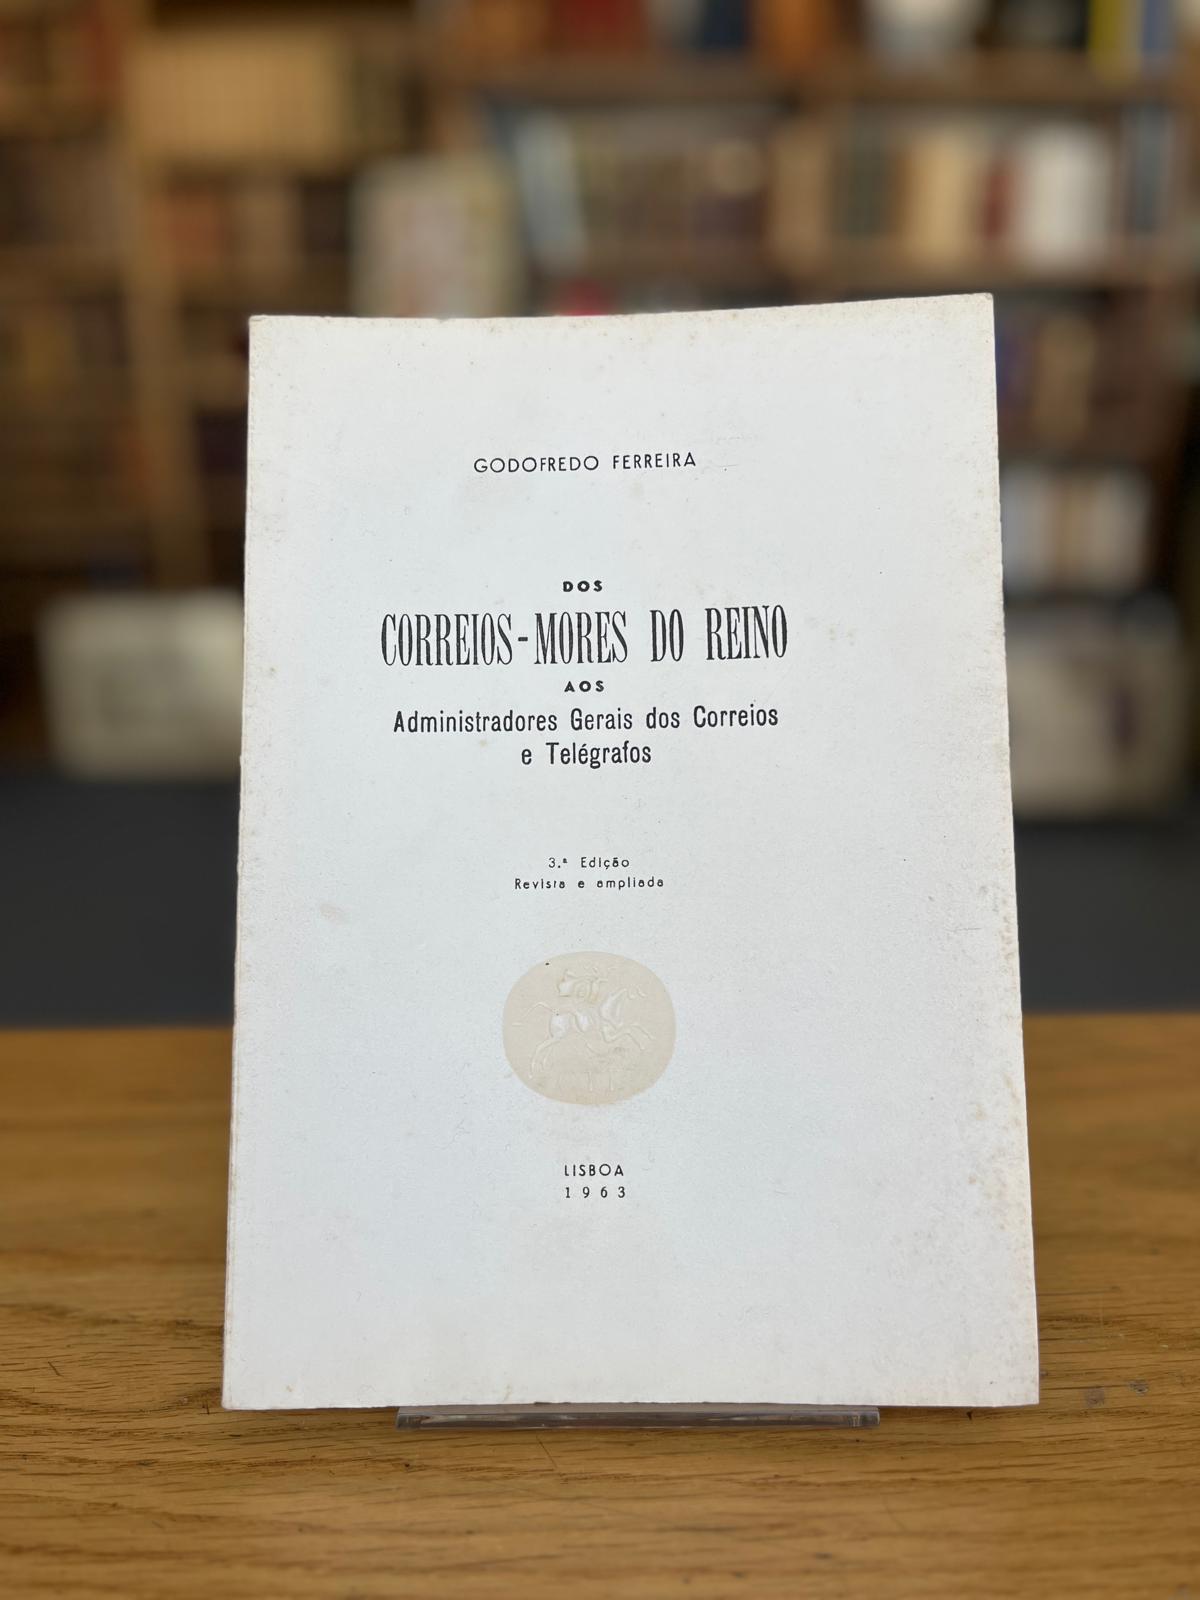 GODOFREDO FERREIRA
DOS
CORREIOS-MORES DO REINO
AOS
Administradores Gerais dos Correios
e Telégrafos
3.ª Edição
Revista e ampliada
LISBOA
1963